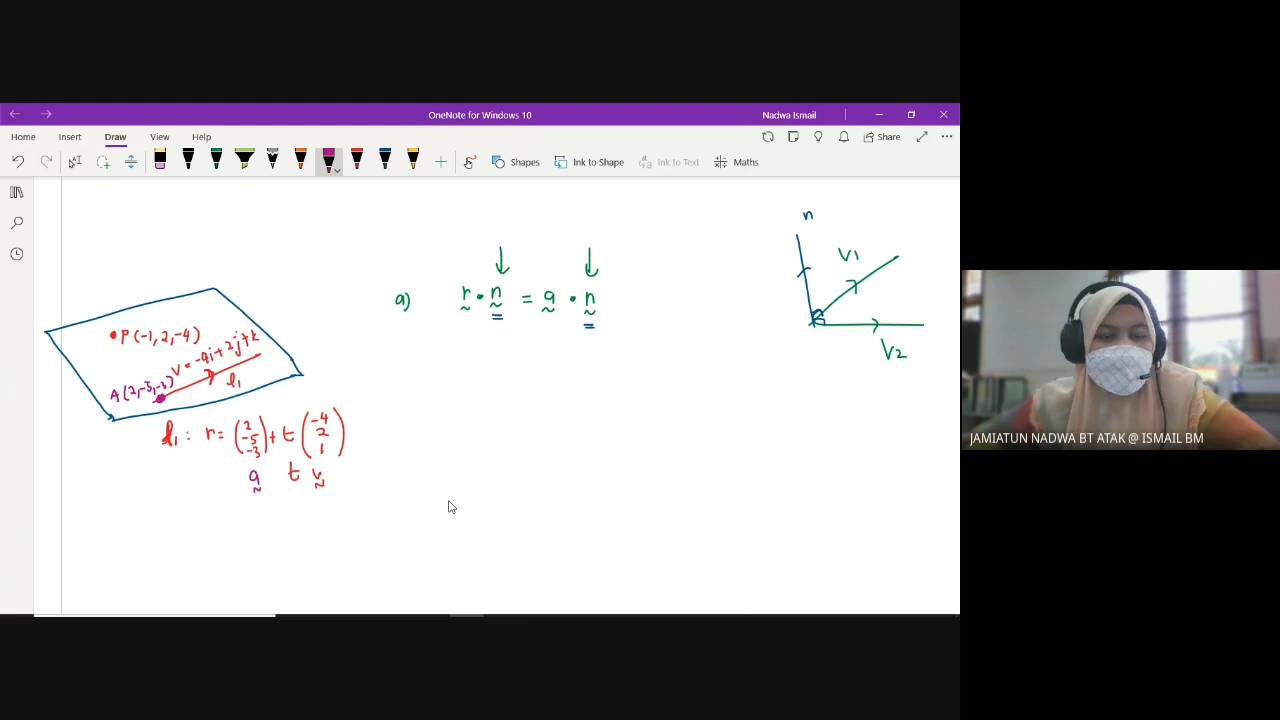 OneNote for Windows 10
Nadwa Ismail
Home Insert Draw View Help
Share
Shapes Ink to Shape Ink to Text Maths
n
V1
V2
a) r • n = a • n
• P(-1, 2, -4)
V = -4i + 2j + k
A(2, -5, -3)
l1
l1 : r = (2 -5 -3) + t (-4 2 1)
a t v
JAMIATUN NADWA BT ATAK @ ISMAIL BM